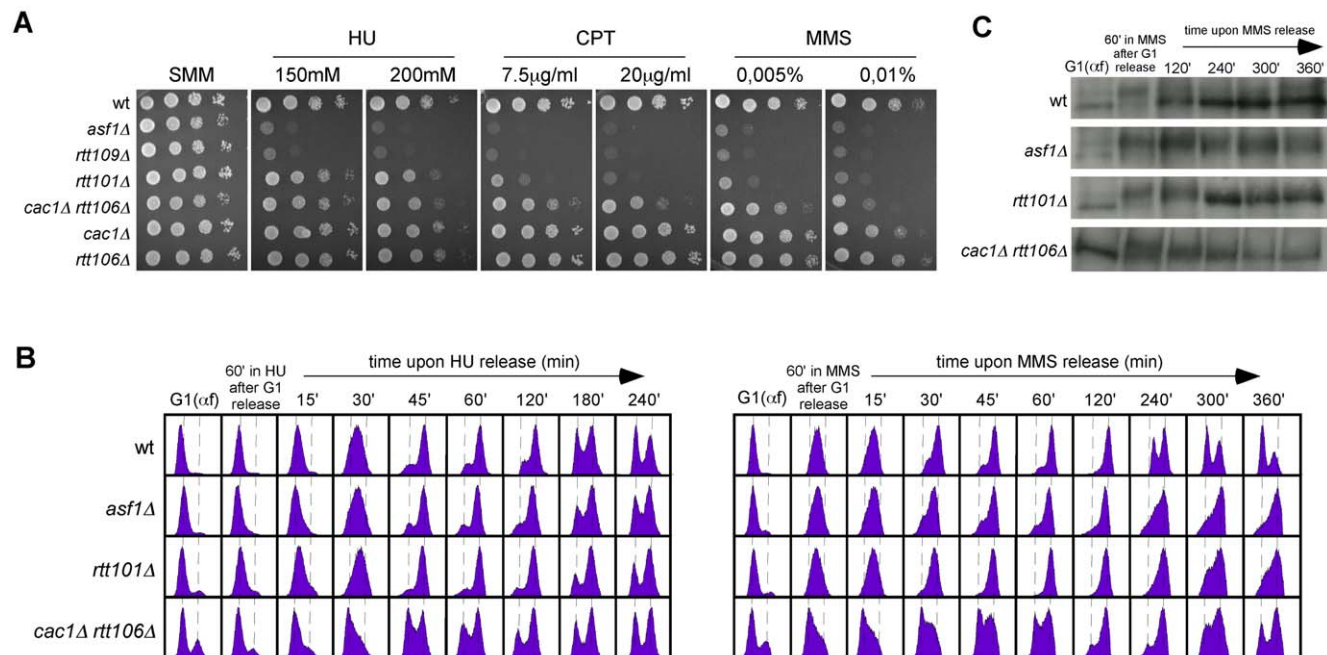 A
HU
CPT
MMS
SMM
150mM
200mM
7.5µg/ml
20µg/ml
0,005%
0,01%
wt
asf1Δ
rtt109Δ
rtt101Δ
cac1Δ rtt106Δ
cac1Δ
rtt106Δ
C
60' in MMS
after G1
release
time upon MMS release
G1(αf)
120'
240'
300'
360'
wt
asf1Δ
rtt101Δ
cac1Δ rtt106Δ
B
60' in HU
after G1
release
time upon HU release (min)
G1(αf)
15'
30'
45'
60'
120'
180'
240'
60' in MMS
after G1
release
time upon MMS release (min)
G1(αf)
15'
30'
45'
60'
120'
240'
300'
360'
wt
asf1Δ
rtt101Δ
cac1Δ rtt106Δ